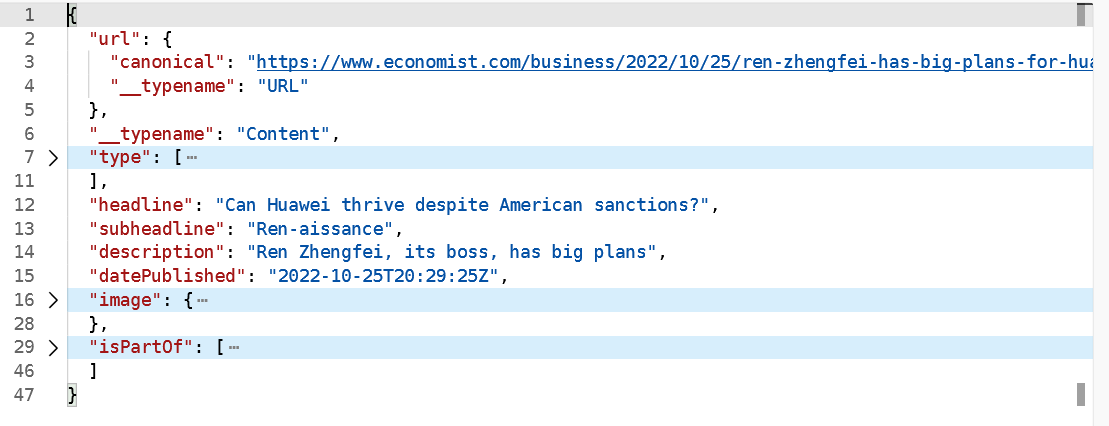 1 {
2 "url": {
3 "canonical": "https://www.economist.com/business/2022/10/25/ren-zhengfei-has-big-plans-for-hua
4 "__typename": "URL"
5 },
6 "__typename": "Content",
7 "type": [ ⋯
11 ],
12 "headline": "Can Huawei thrive despite American sanctions?",
13 "subheadline": "Ren-aissance",
14 "description": "Ren Zhengfei, its boss, has big plans",
15 "datePublished": "2022-10-25T20:29:25Z",
16 "image": { ⋯
28 },
29 "isPartOf": [ ⋯
46 ]
47 }